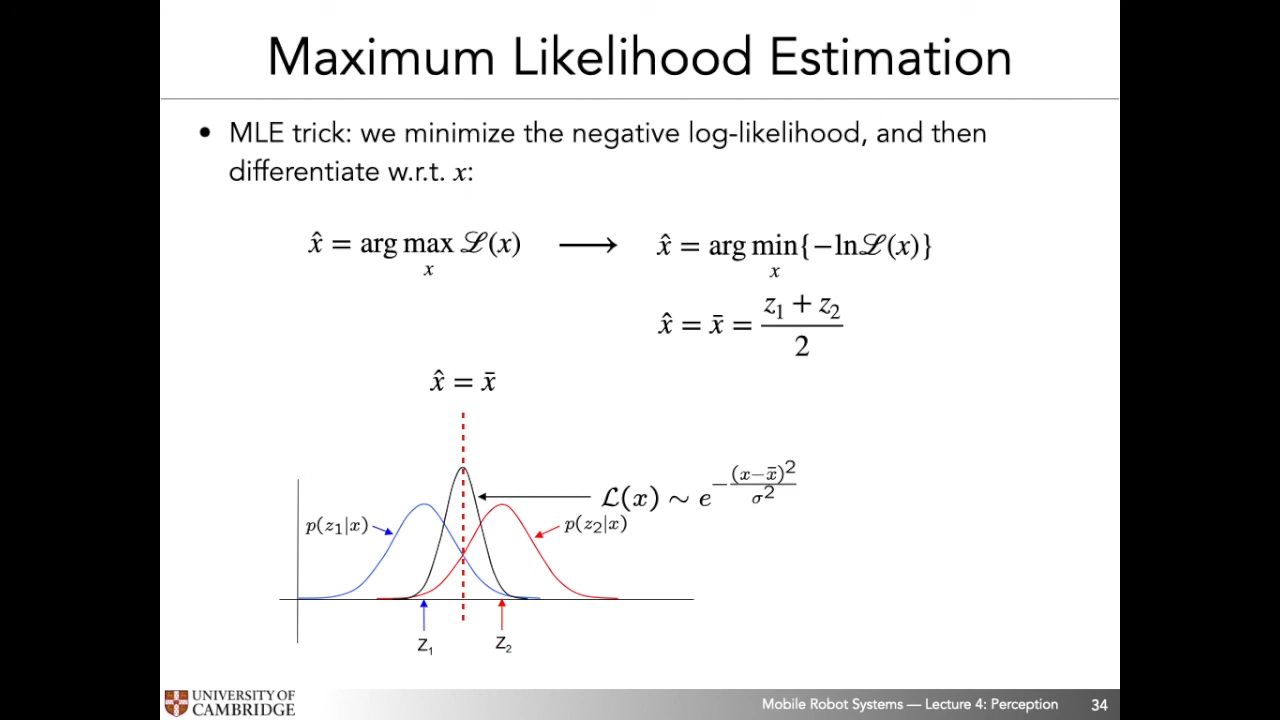 Maximum Likelihood Estimation
• MLE trick: we minimize the negative log-likelihood, and then
differentiate w.r.t. x:
x̂ = arg max ℒ(x) ⟶ x̂ = arg min{−lnℒ(x)}
x x
x̂ = x̄ = (z₁ + z₂)/2
x̂ = x̄
ℒ(x) ∼ e^(−(x−x̄)²/σ²)
p(z₁|x) p(z₂|x)
Z₁ Z₂
UNIVERSITY OF
CAMBRIDGE
Mobile Robot Systems — Lecture 4: Perception 34